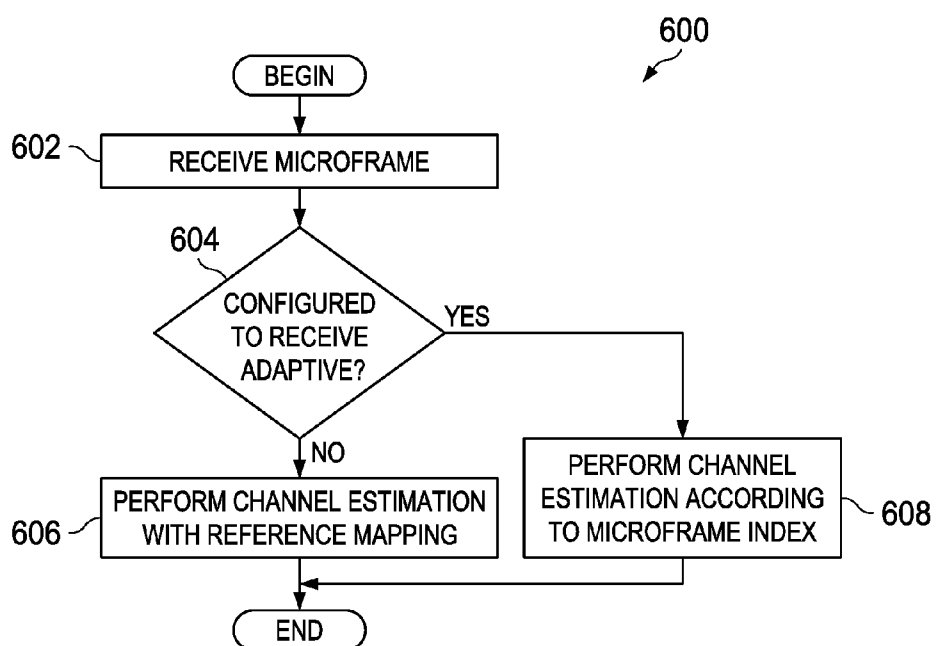 600
BEGIN
602
RECEIVE MICROFRAME
604
CONFIGURED
TO RECEIVE
ADAPTIVE?
YES
NO
606
PERFORM CHANNEL ESTIMATION
WITH REFERENCE MAPPING
PERFORM CHANNEL
ESTIMATION ACCORDING
TO MICROFRAME INDEX
608
END